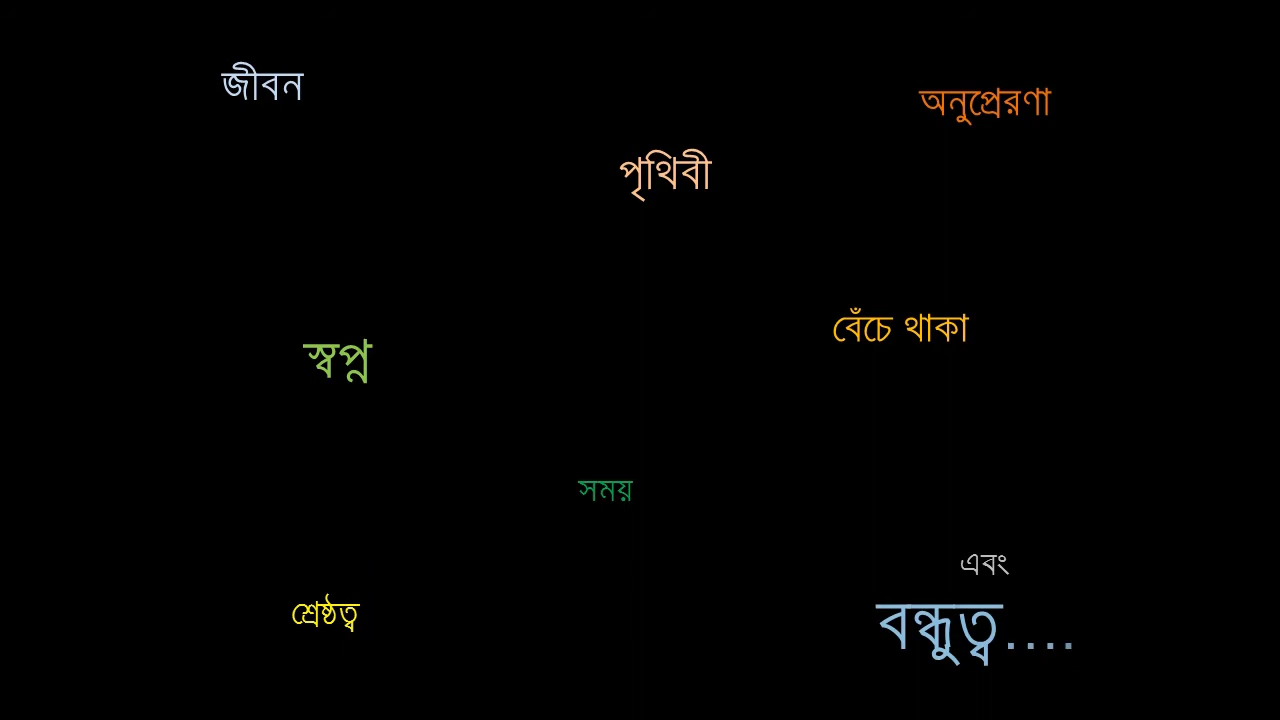 জীবন
অনুপ্রেরণা
পৃথিবী
বেঁচে থাকা
স্বপ্ন
সময়
এবং
শ্রেষ্ঠত্ব
বন্ধুত্ব....